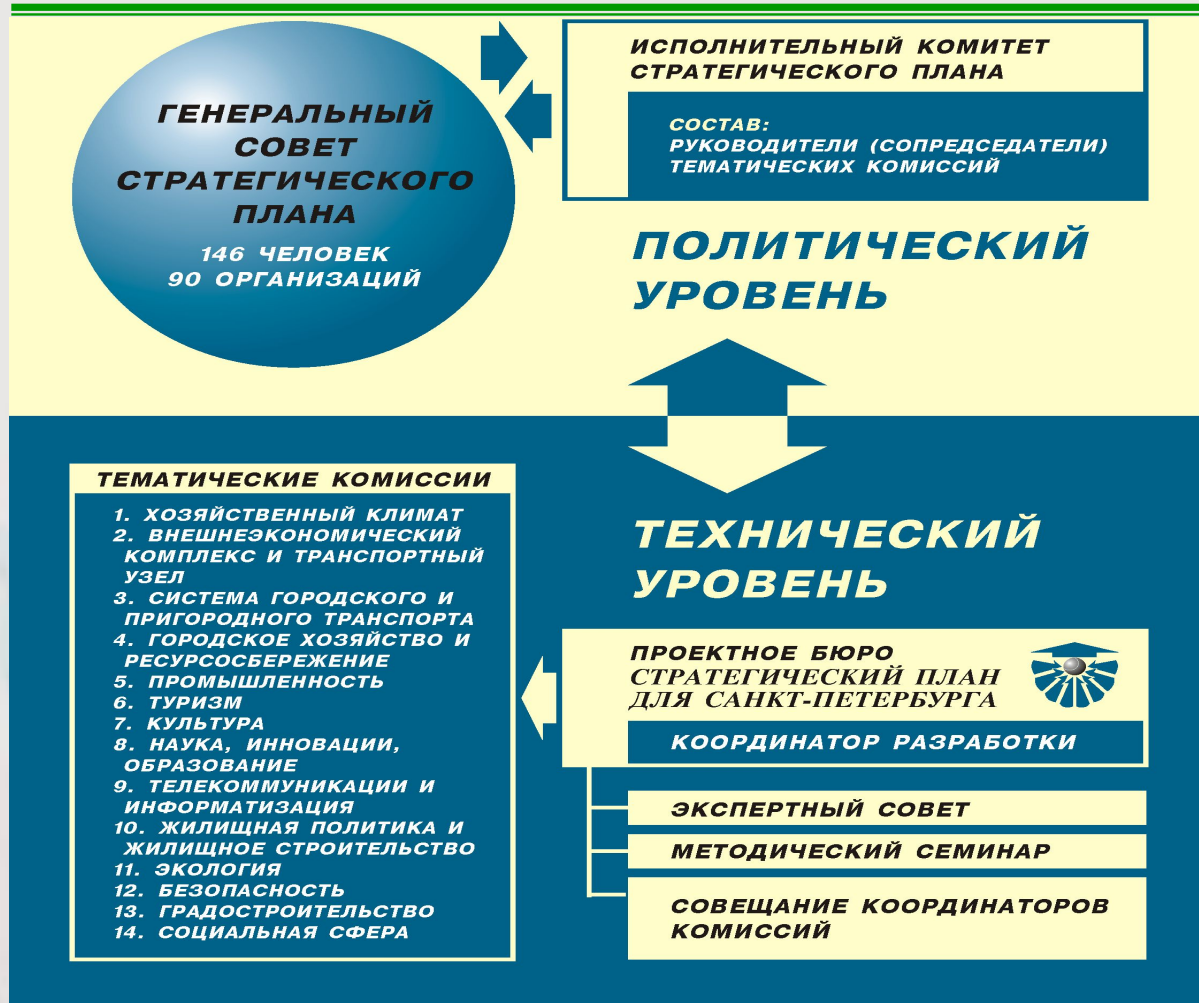 ГЕНЕРАЛЬНЫЙ
СОВЕТ
СТРАТЕГИЧЕСКОГО
ПЛАНА
146 ЧЕЛОВЕК
90 ОРГАНИЗАЦИЙ
ИСПОЛНИТЕЛЬНЫЙ КОМИТЕТ
СТРАТЕГИЧЕСКОГО ПЛАНА
СОСТАВ:
РУКОВОДИТЕЛИ (СОПРЕДСЕДАТЕЛИ)
ТЕМАТИЧЕСКИХ КОМИССИЙ
ПОЛИТИЧЕСКИЙ
УРОВЕНЬ
ТЕМАТИЧЕСКИЕ КОМИССИИ
1. ХОЗЯЙСТВЕННЫЙ КЛИМАТ
2. ВНЕШНЕЭКОНОМИЧЕСКИЙ
КОМПЛЕКС И ТРАНСПОРТНЫЙ
УЗЕЛ
3. СИСТЕМА ГОРОДСКОГО И
ПРИГОРОДНОГО ТРАНСПОРТА
4. ГОРОДСКОЕ ХОЗЯЙСТВО И
РЕСУРСОСБЕРЕЖЕНИЕ
5. ПРОМЫШЛЕННОСТЬ
6. ТУРИЗМ
7. КУЛЬТУРА
8. НАУКА, ИННОВАЦИИ,
ОБРАЗОВАНИЕ
9. ТЕЛЕКОММУНИКАЦИИ И
ИНФОРМАТИЗАЦИЯ
10. ЖИЛИЩНАЯ ПОЛИТИКА И
ЖИЛИЩНОЕ СТРОИТЕЛЬСТВО
11. ЭКОЛОГИЯ
12. БЕЗОПАСНОСТЬ
13. ГРАДОСТРОИТЕЛЬСТВО
14. СОЦИАЛЬНАЯ СФЕРА
ТЕХНИЧЕСКИЙ
УРОВЕНЬ
ПРОЕКТНОЕ БЮРО
СТРАТЕГИЧЕСКИЙ ПЛАН
ДЛЯ САНКТ-ПЕТЕРБУРГА
КООРДИНАТОР РАЗРАБОТКИ
ЭКСПЕРТНЫЙ СОВЕТ
МЕТОДИЧЕСКИЙ СЕМИНАР
СОВЕЩАНИЕ КООРДИНАТОРОВ
КОМИССИЙ